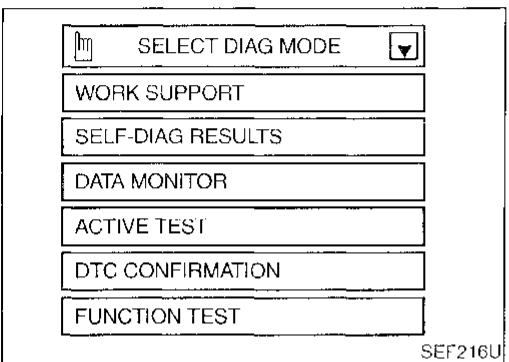 SELECT DIAG MODE
WORK SUPPORT
SELF-DIAG RESULTS
DATA MONITOR
ACTIVE TEST
DTC CONFIRMATION
FUNCTION TEST
SEF216U